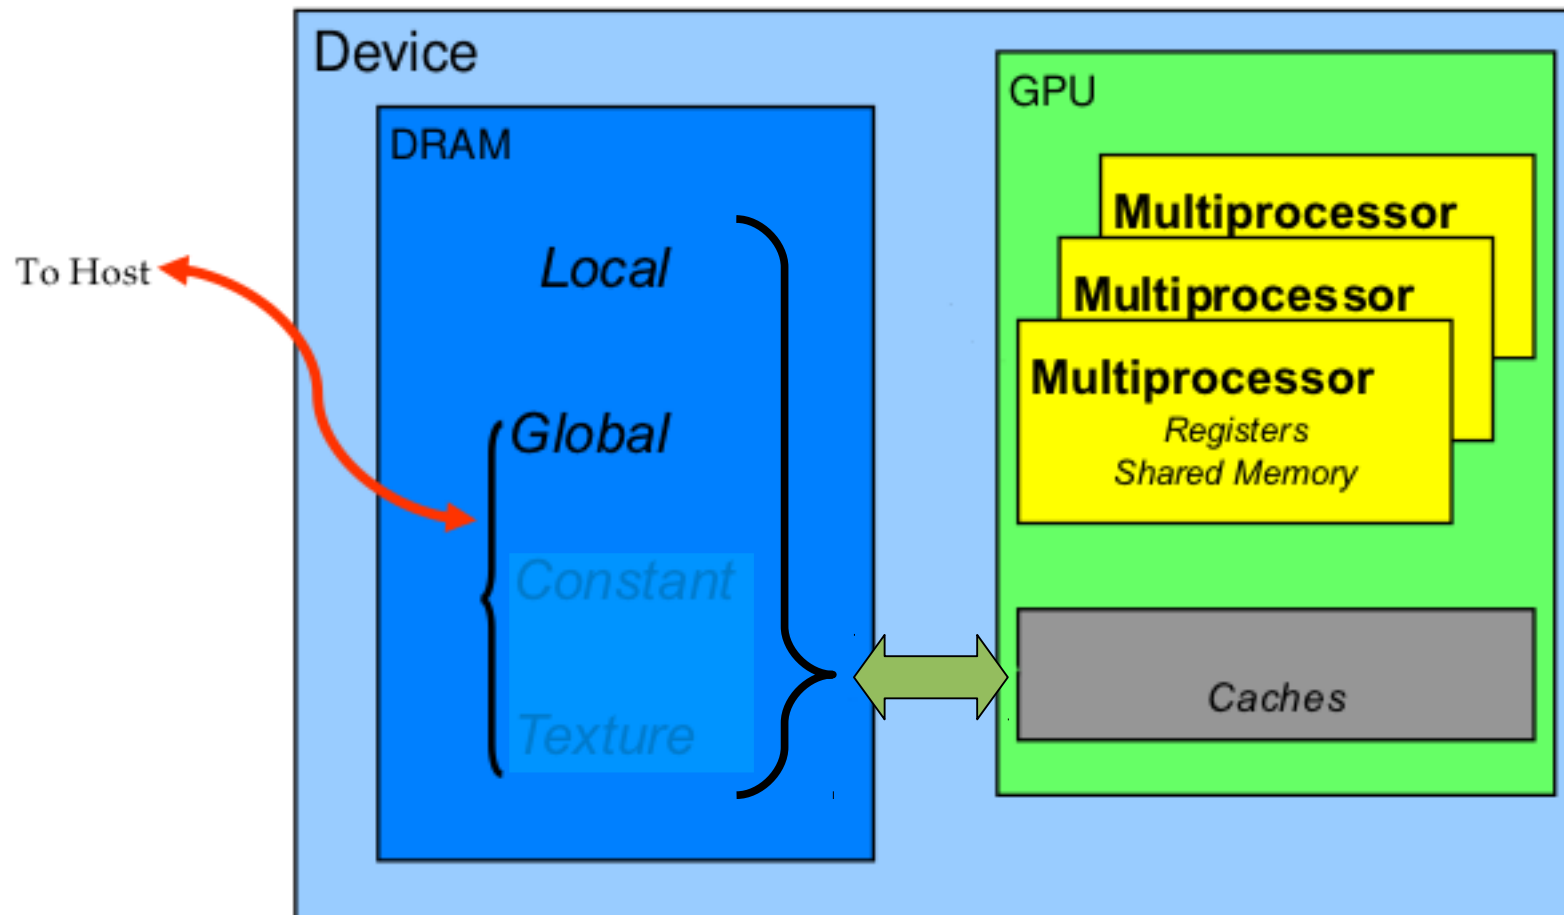 Device
DRAM
Local
Global
Constant
Texture
To Host
GPU
Multiprocessor
Multiprocessor
Multiprocessor
Registers
Shared Memory
Caches